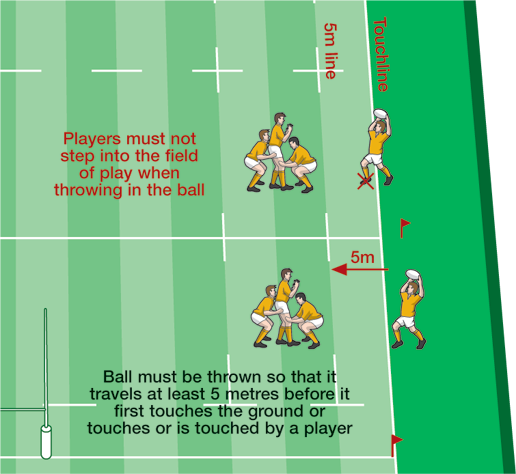 5m line
Touchline
Players must not
step into the field
of play when
throwing in the ball
5m
Ball must be thrown so that it
travels at least 5 metres before it
first touches the ground or
touches or is touched by a player